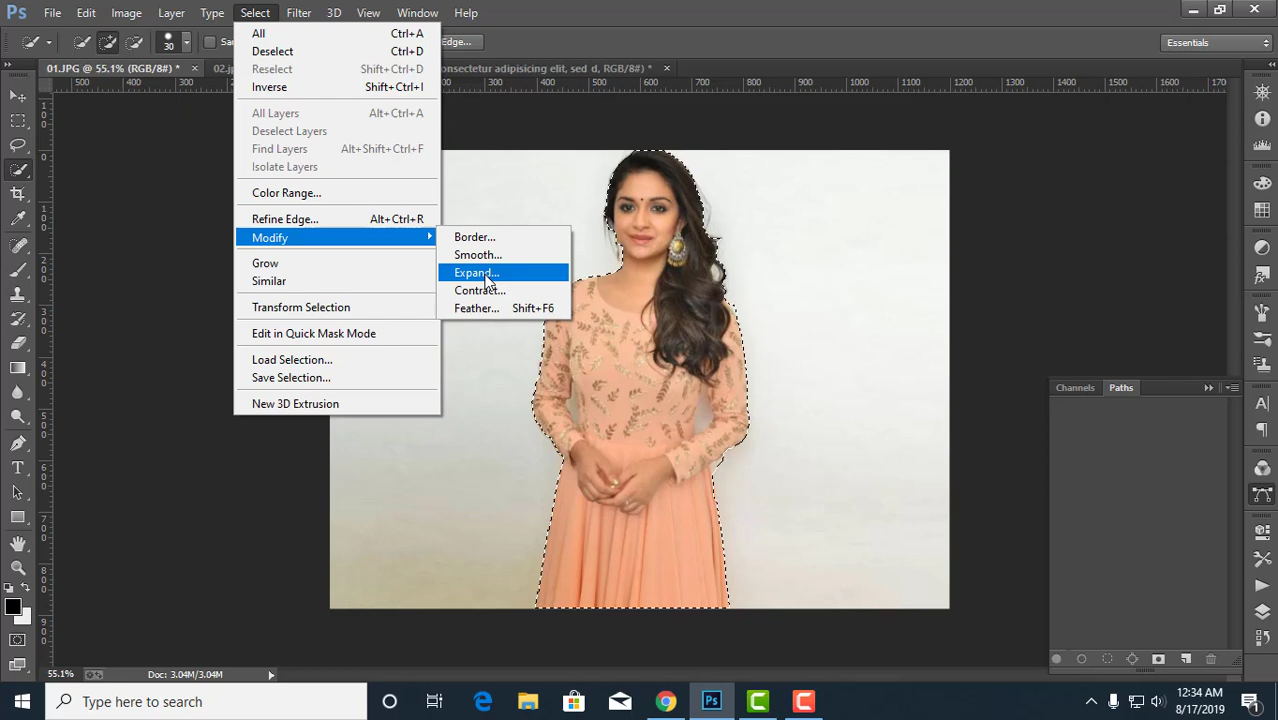 Ps File Edit Image Layer Type Select Filter 3D View Window Help
30 Edge... Essentials
01.JPG @ 55.1% (RGB/8#) * × 02.j onsectetur adipisicing elit, sed d, RGB/8#) * ×
400 500 600 700 800 900 1000 1100 1200 1300 1400 1500 1600
All Ctrl+A
Deselect Ctrl+D
Reselect Shift+Ctrl+D
Inverse Shift+Ctrl+I
All Layers Alt+Ctrl+A
Deselect Layers
Find Layers Alt+Shift+Ctrl+F
Isolate Layers
Color Range...
Refine Edge... Alt+Ctrl+R
Modify
Grow
Similar
Transform Selection
Edit in Quick Mask Mode
Load Selection...
Save Selection...
New 3D Extrusion
Border...
Smooth...
Expand...
Contract...
Feather... Shift+F6
Channels Paths
55.1% Doc: 3.04M/3.04M
Type here to search
12:34 AM
8/17/2019